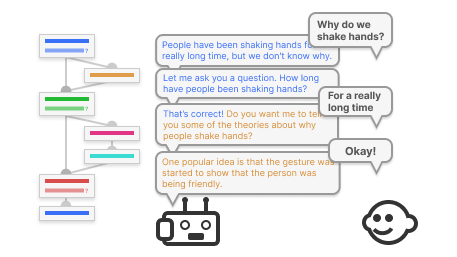 Why do we
shake hands?
People have been shaking hands fo
really long time, but we don't know why.
Let me ask you a question. How long
have people been shaking hands?
For a really
long time
That's correct! Do you want me to tell
you some of the theories about why
people shake hands?
Okay!
One popular idea is that the gesture was
started to show that the person was
being friendly.
?
?
?